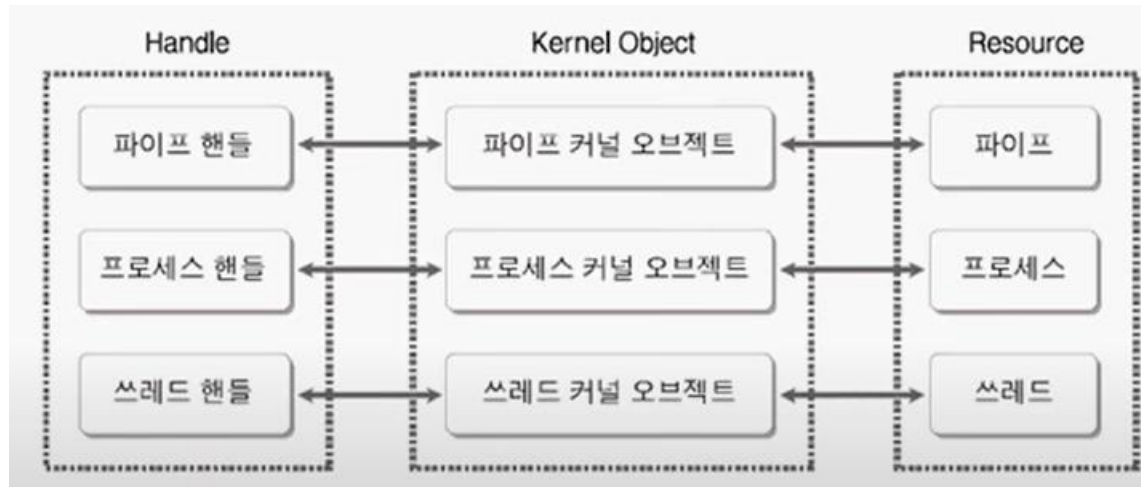 Handle
Kernel Object
Resource
파이프 핸들
파이프 커널 오브젝트
파이프
프로세스 핸들
프로세스 커널 오브젝트
프로세스
쓰레드 핸들
쓰레드 커널 오브젝트
쓰레드